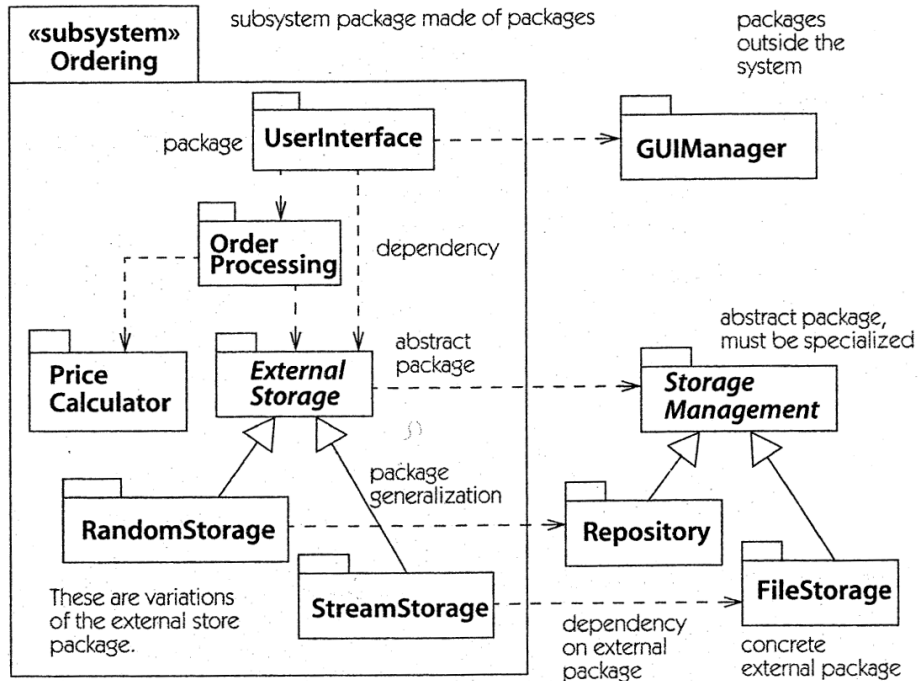 «subsystem»
Ordering
subsystem package made of packages
packages
outside the
system
package
UserInterface
GUIManager
Order
Processing
dependency
Price
Calculator
External
Storage
abstract
package
abstract package,
must be specialized
Storage
Management
package
generalization
RandomStorage
Repository
StreamStorage
FileStorage
These are variations
of the external store
package.
dependency
on external
package
concrete
external package